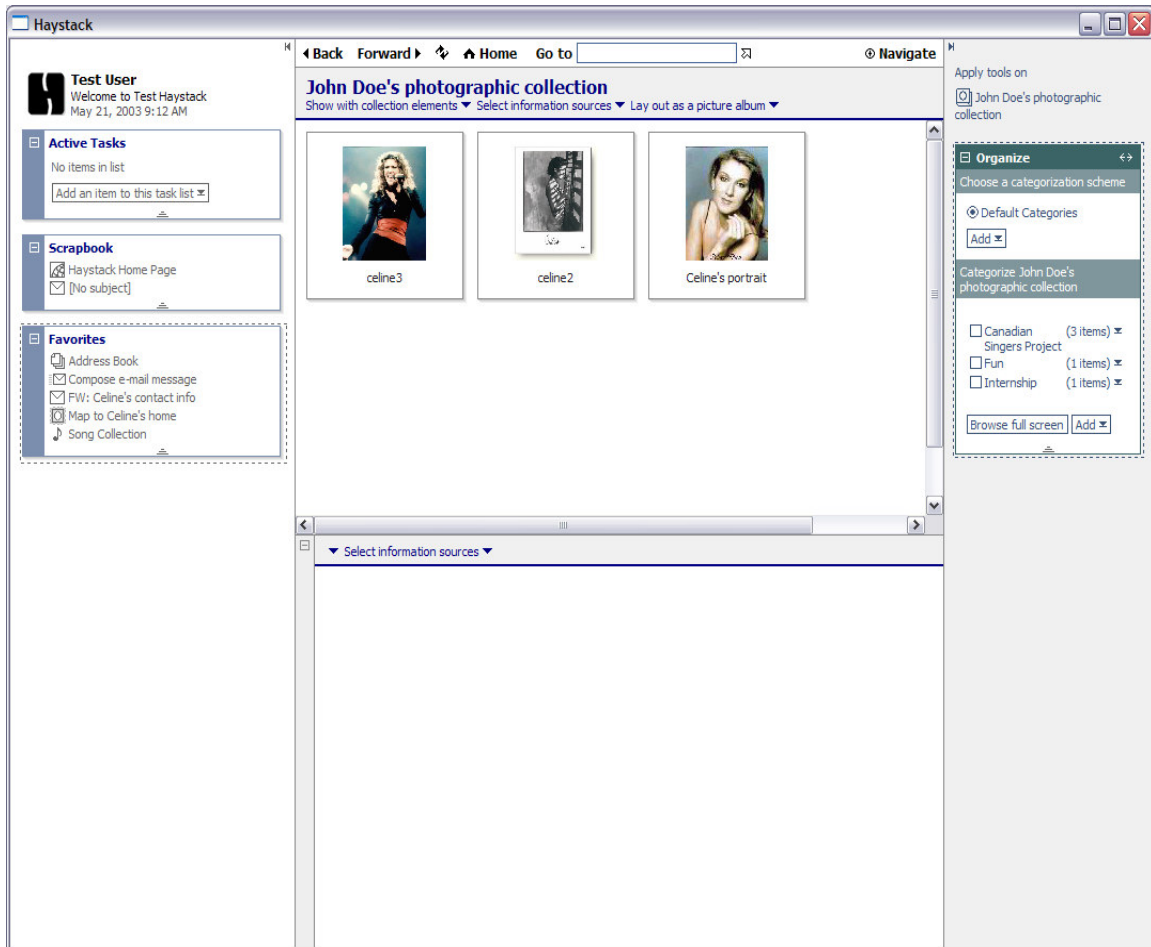 Haystack
Test User
Welcome to Test Haystack
May 21, 2003 9:12 AM
Active Tasks
No items in list
Add an item to this task list
Scrapbook
Haystack Home Page
[No subject]
Favorites
Address Book
Compose e-mail message
FW: Celine's contact info
Map to Celine's home
Song Collection
Back Forward Home Go to Navigate
John Doe's photographic collection
Show with collection elements Select information sources Lay out as a picture album
celine3 celine2 Celine's portrait
Select information sources
Apply tools on
John Doe's photographic
collection
Organize
Choose a categorization scheme
Default Categories
Add
Categorize John Doe's
photographic collection
Canadian (3 items)
Singers Project
Fun (1 items)
Internship (1 items)
Browse full screen Add